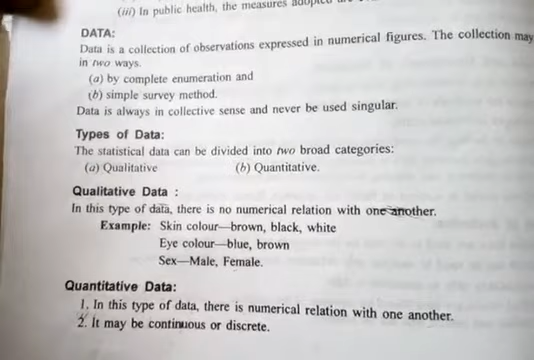 (iii) In public health, the measures adopted
DATA:
Data is a collection of observations expressed in numerical figures. The collection may
in two ways.
(a) by complete enumeration and
(b) simple survey method.
Data is always in collective sense and never be used singular.
Types of Data:
The statistical data can be divided into two broad categories:
(a) Qualitative (b) Quantitative.
Qualitative Data :
In this type of data, there is no numerical relation with one another.
Example: Skin colour—brown, black, white
Eye colour—blue, brown
Sex—Male, Female.
Quantitative Data:
1. In this type of data, there is numerical relation with one another.
2. It may be continuous or discrete.